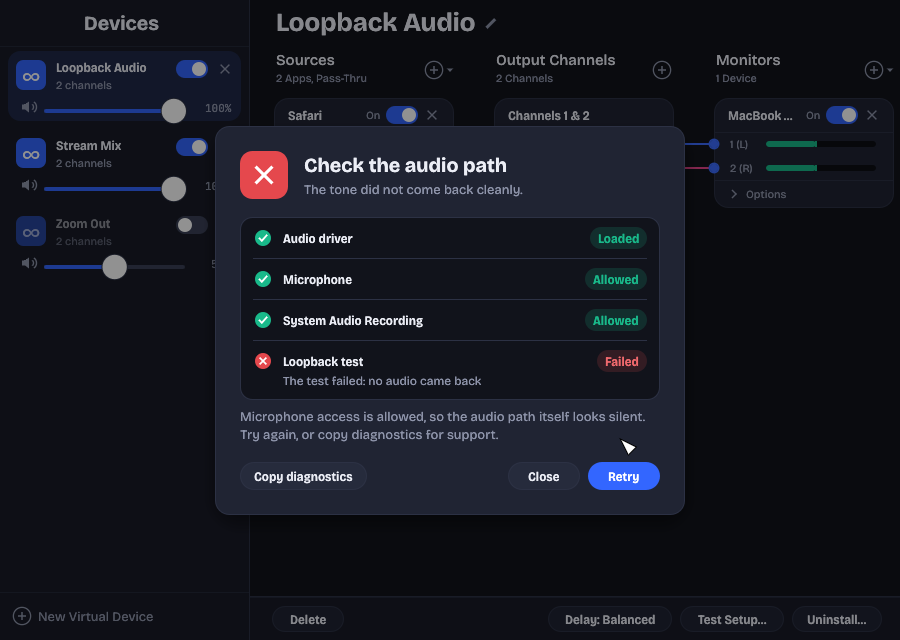 Devices
Loopback Audio
2 channels
100%
Stream Mix
2 channels
Zoom Out
2 channels
New Virtual Device
Loopback Audio
Sources
2 Apps, Pass-Thru
Output Channels
2 Channels
Monitors
1 Device
Safari
On
Channels 1 & 2
MacBook ...
On
1 (L)
2 (R)
Options
Check the audio path
The tone did not come back cleanly.
Audio driver
Loaded
Microphone
Allowed
System Audio Recording
Allowed
Loopback test
Failed
The test failed: no audio came back
Microphone access is allowed, so the audio path itself looks silent.
Try again, or copy diagnostics for support.
Copy diagnostics
Close
Retry
Delete
Delay: Balanced
Test Setup...
Uninstall...